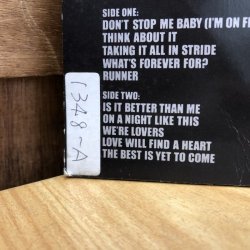 SIDE ONE:
DON'T STOP ME BABY (I'M ON FI
THINK ABOUT IT
TAKING IT ALL IN STRIDE
WHAT'S FOREVER FOR?
RUNNER
SIDE TWO:
IS IT BETTER THAN ME
ON A NIGHT LIKE THIS
WE'RE LOVERS
LOVE WILL FIND A HEART
THE BEST IS YET TO COME
1348-A